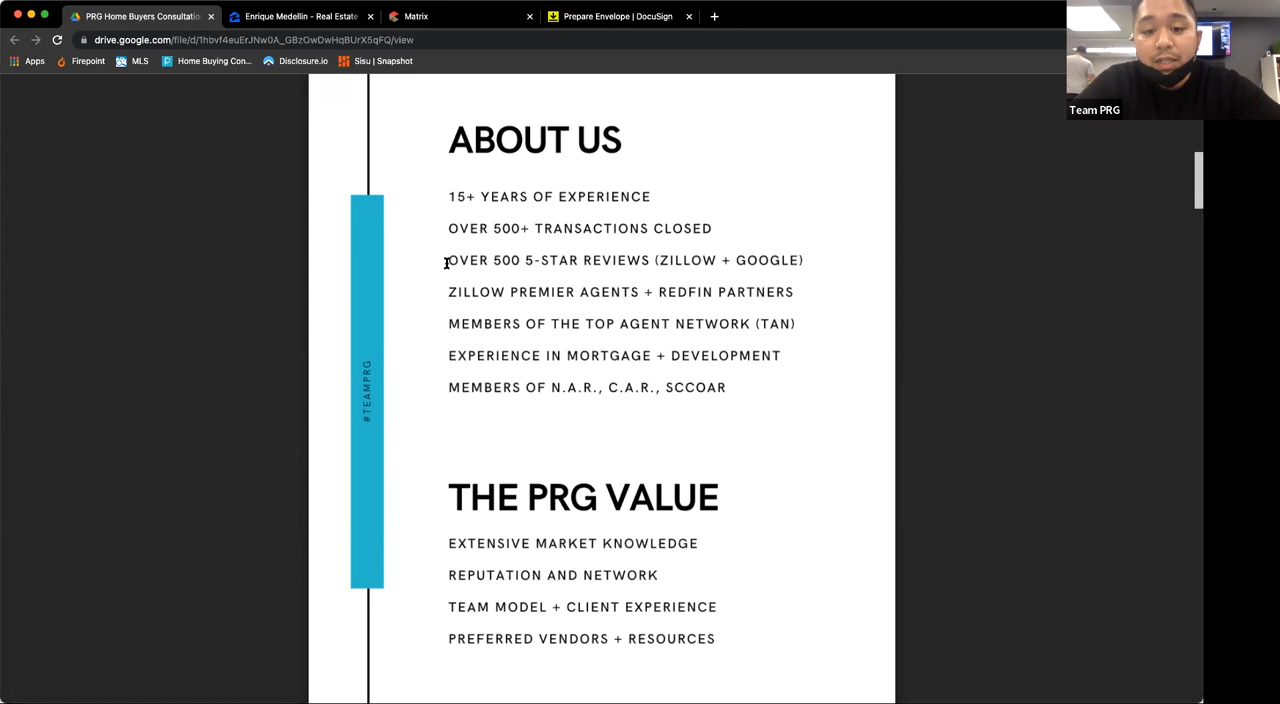 PRG Home Buyers Consultatio
Enrique Medellin - Real Estate
Matrix
Prepare Envelope | DocuSign
drive.google.com/file/d/1hbvf4euErJNw0A_GBzOwDwHqBUrX5qFQ/view
Apps
Firepoint
MLS
Home Buying Con...
Disclosure.io
Sisu | Snapshot
Team PRG
ABOUT US
15+ YEARS OF EXPERIENCE
OVER 500+ TRANSACTIONS CLOSED
OVER 500 5-STAR REVIEWS (ZILLOW + GOOGLE)
ZILLOW PREMIER AGENTS + REDFIN PARTNERS
MEMBERS OF THE TOP AGENT NETWORK (TAN)
EXPERIENCE IN MORTGAGE + DEVELOPMENT
MEMBERS OF N.A.R., C.A.R., SCCOAR
#TEAMPRG
THE PRG VALUE
EXTENSIVE MARKET KNOWLEDGE
REPUTATION AND NETWORK
TEAM MODEL + CLIENT EXPERIENCE
PREFERRED VENDORS + RESOURCES